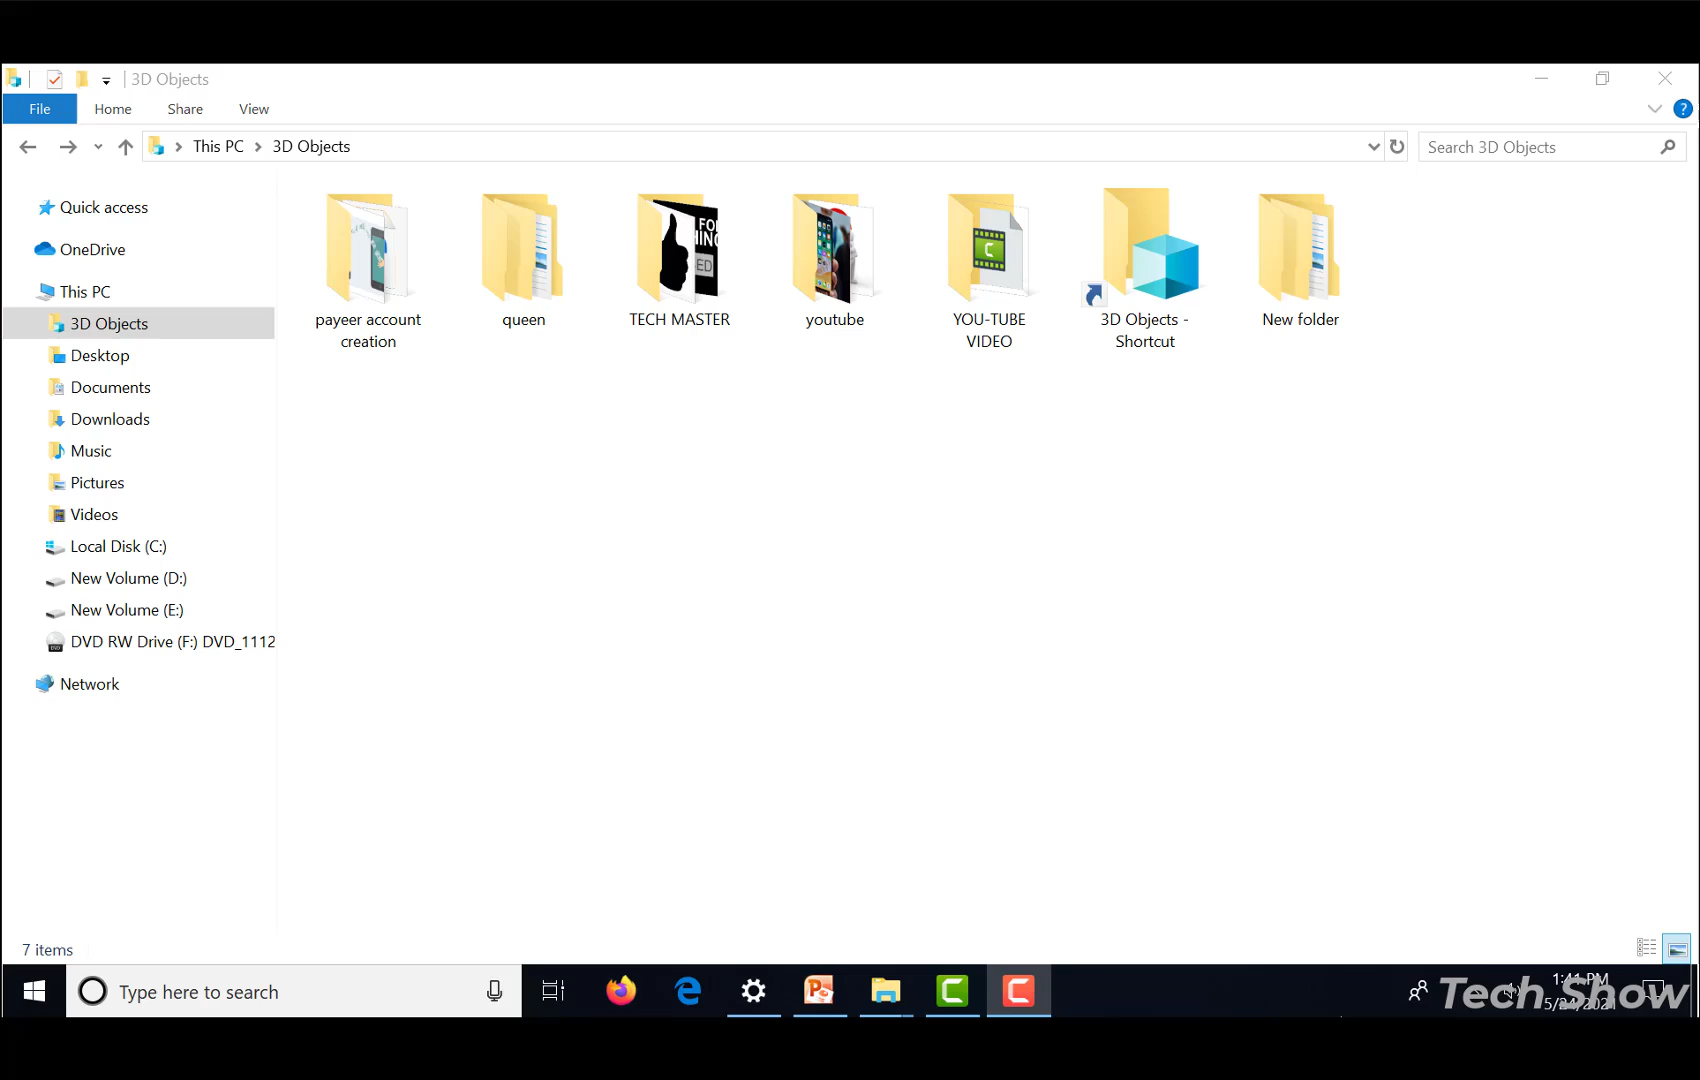 3D Objects
File Home Share View
This PC > 3D Objects
Search 3D Objects
Quick access
OneDrive
This PC
3D Objects
Desktop
Documents
Downloads
Music
Pictures
Videos
Local Disk (C:)
New Volume (D:)
New Volume (E:)
DVD RW Drive (F:) DVD_1112
Network
payeer account
creation
queen
TECH MASTER
youtube
YOU-TUBE
VIDEO
3D Objects -
Shortcut
New folder
7 items
Type here to search
1:41 PM
Tech Show